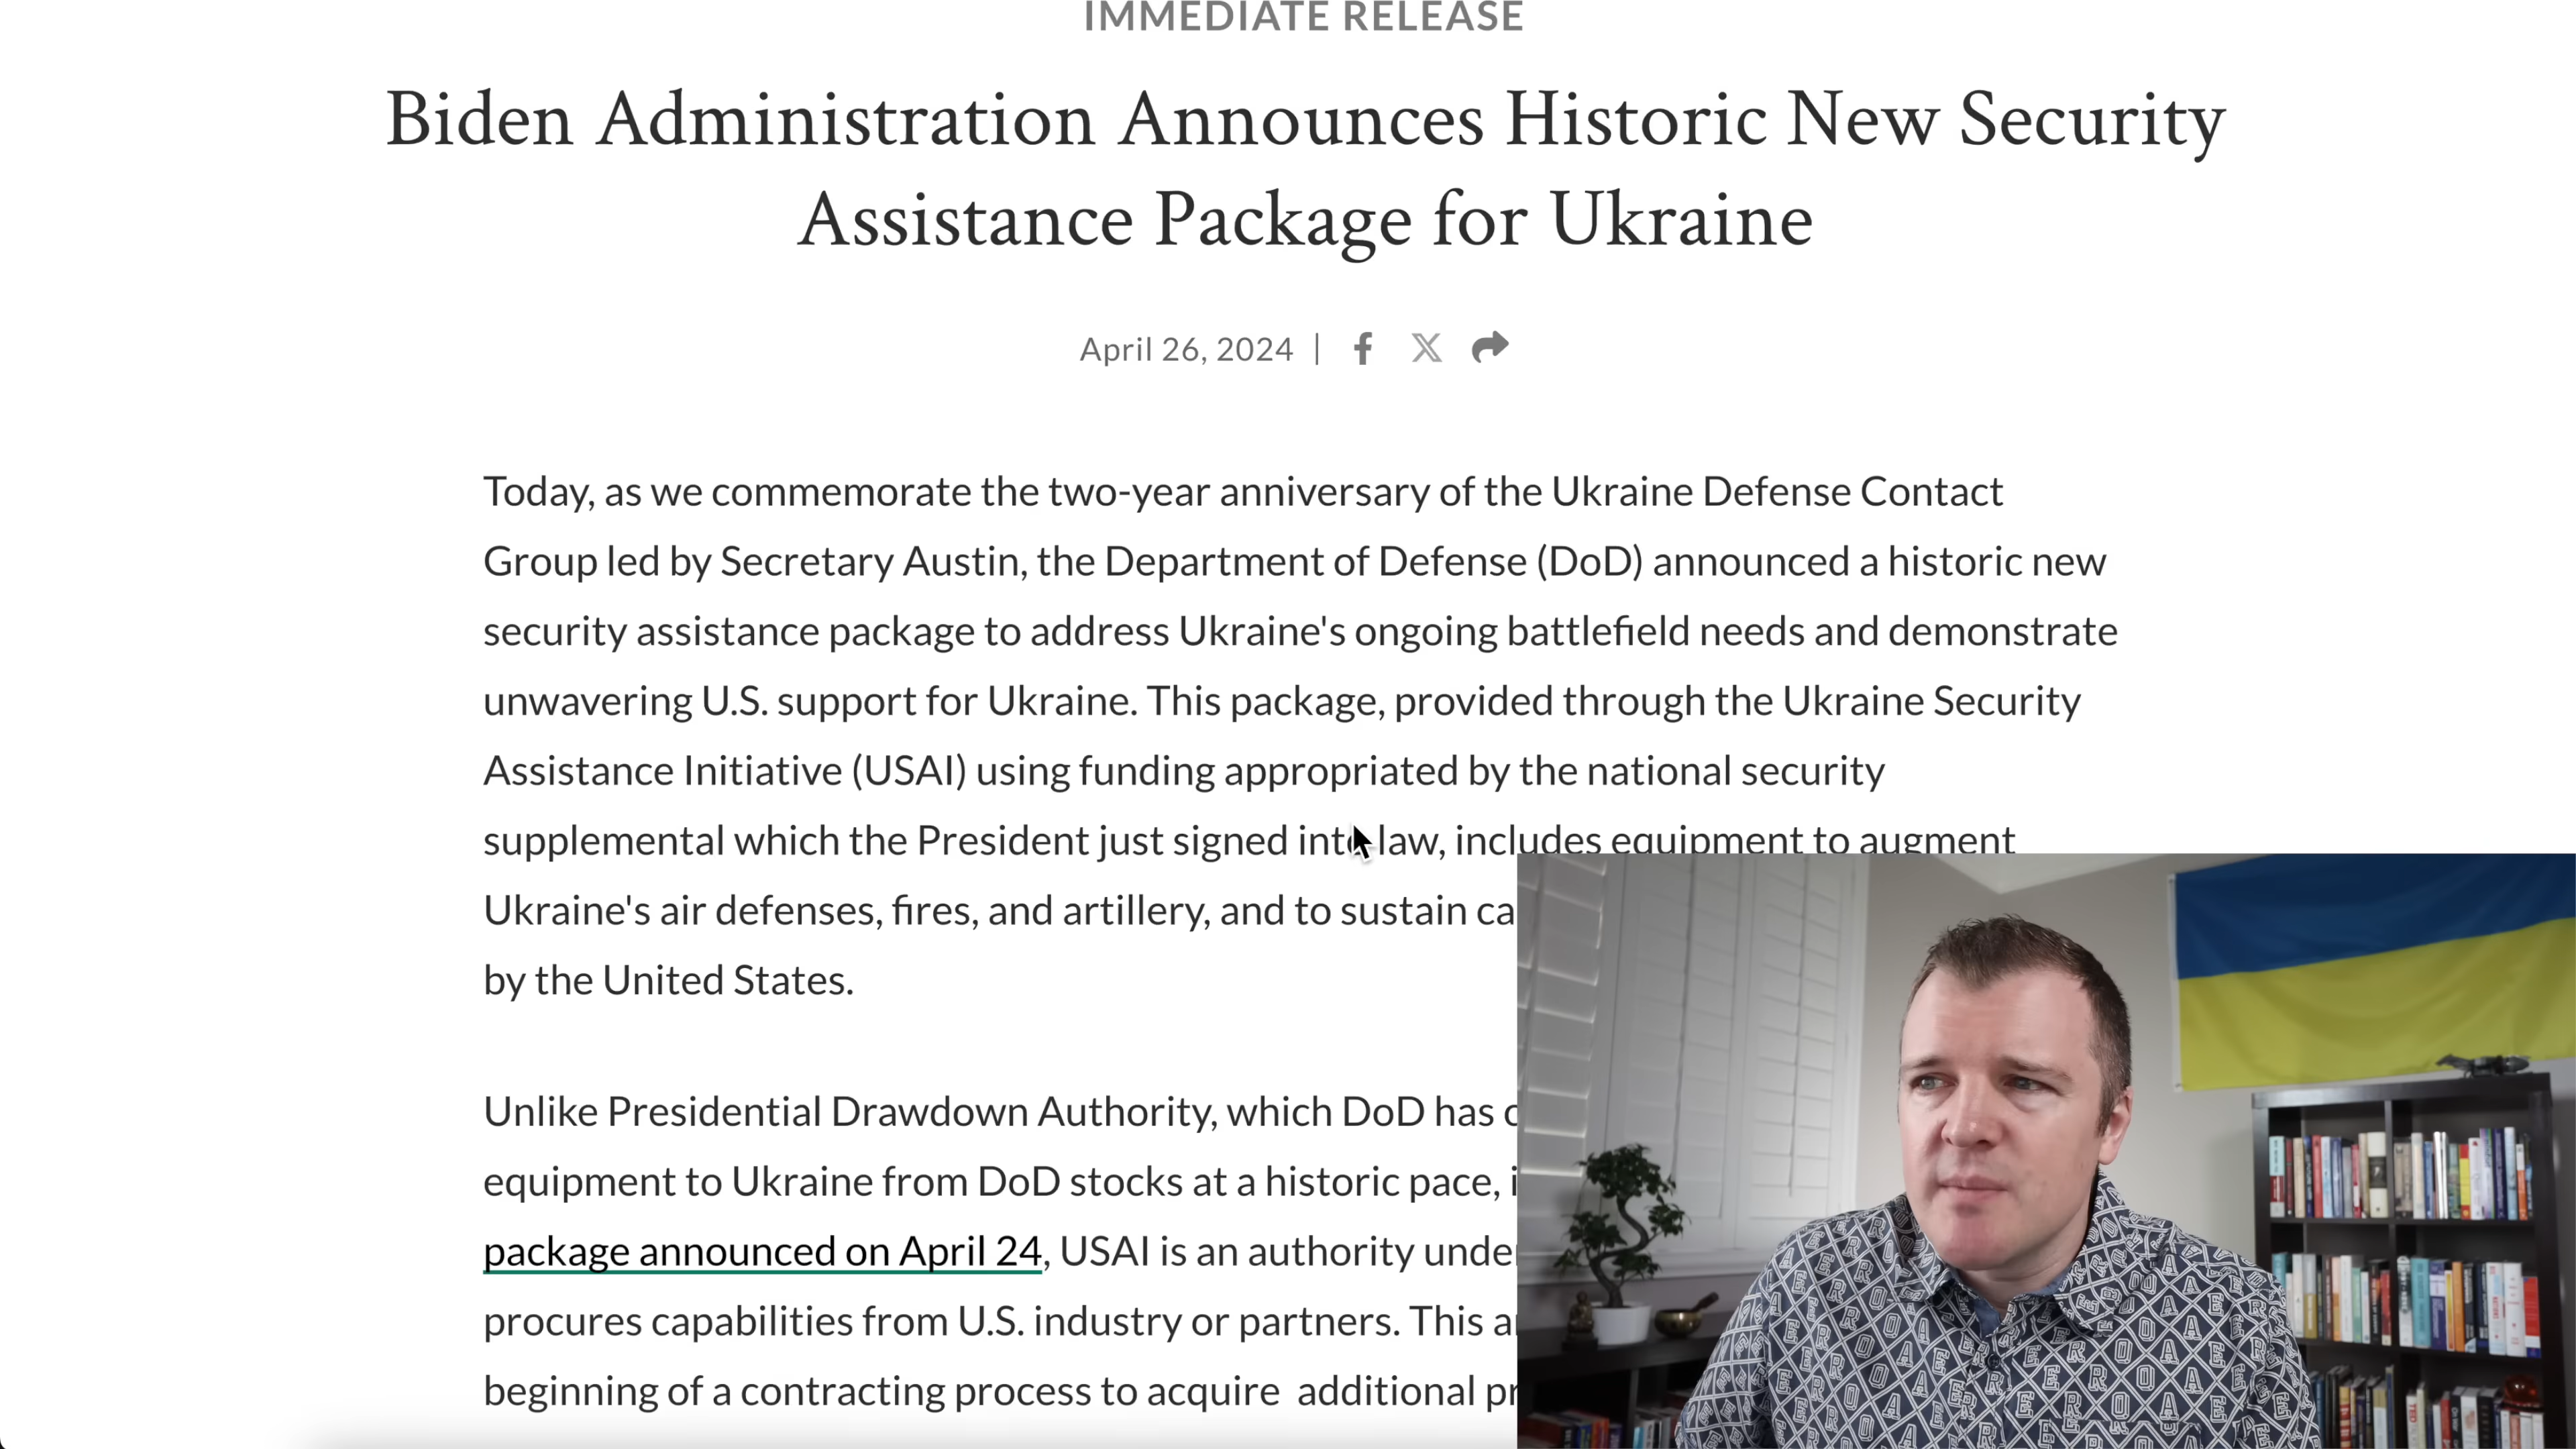 IMMEDIATE RELEASE
Biden Administration Announces Historic New Security
Assistance Package for Ukraine
April 26, 2024 |
Today, as we commemorate the two-year anniversary of the Ukraine Defense Contact
Group led by Secretary Austin, the Department of Defense (DoD) announced a historic new
security assistance package to address Ukraine's ongoing battlefield needs and demonstrate
unwavering U.S. support for Ukraine. This package, provided through the Ukraine Security
Assistance Initiative (USAI) using funding appropriated by the national security
supplemental which the President just signed into law, includes equipment to augment
Ukraine's air defenses, fires, and artillery, and to sustain ca
by the United States.
Unlike Presidential Drawdown Authority, which DoD has
equipment to Ukraine from DoD stocks at a historic pace,
package announced on April 24, USAI is an authority unde
procures capabilities from U.S. industry or partners. This
beginning of a contracting process to acquire additional